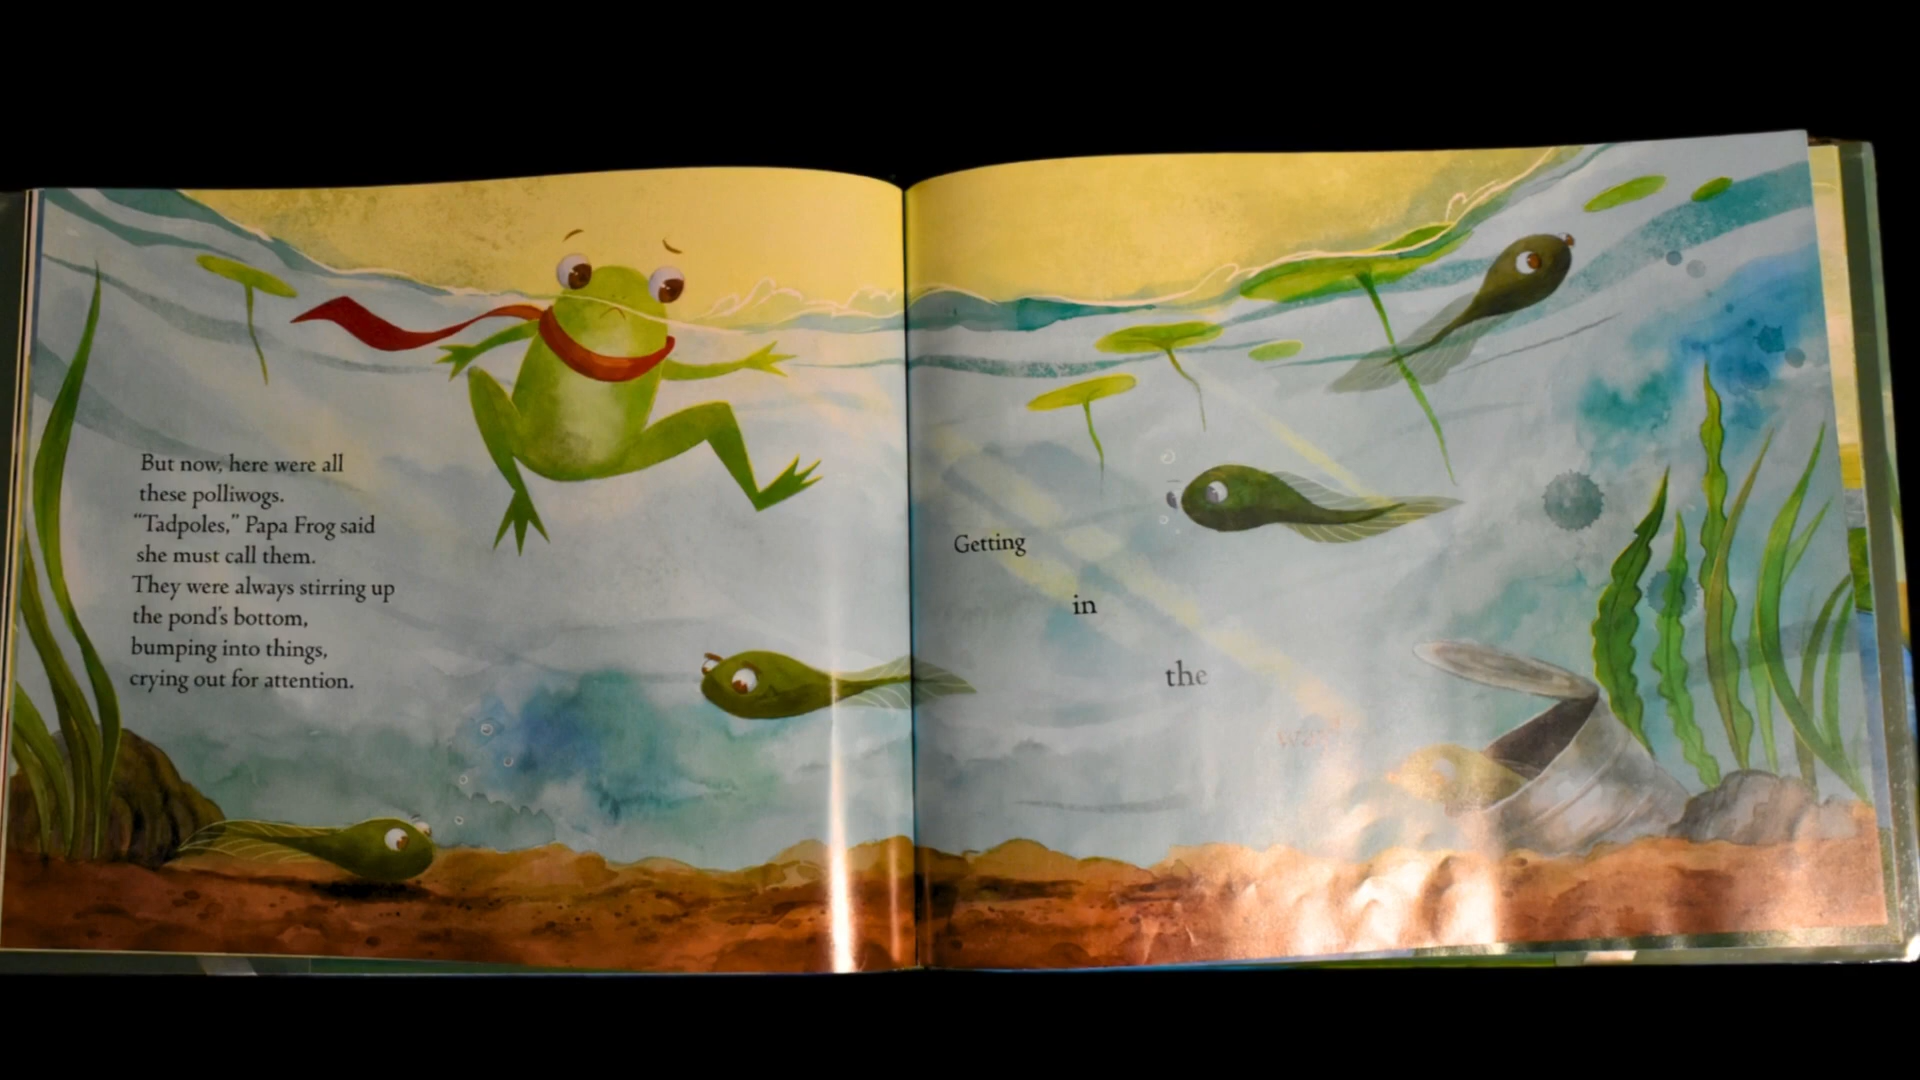 But now, here were all
these polliwogs.
“Tadpoles,” Papa Frog said
she must call them.
They were always stirring up
the pond's bottom,
bumping into things,
crying out for attention.
Getting
in
the